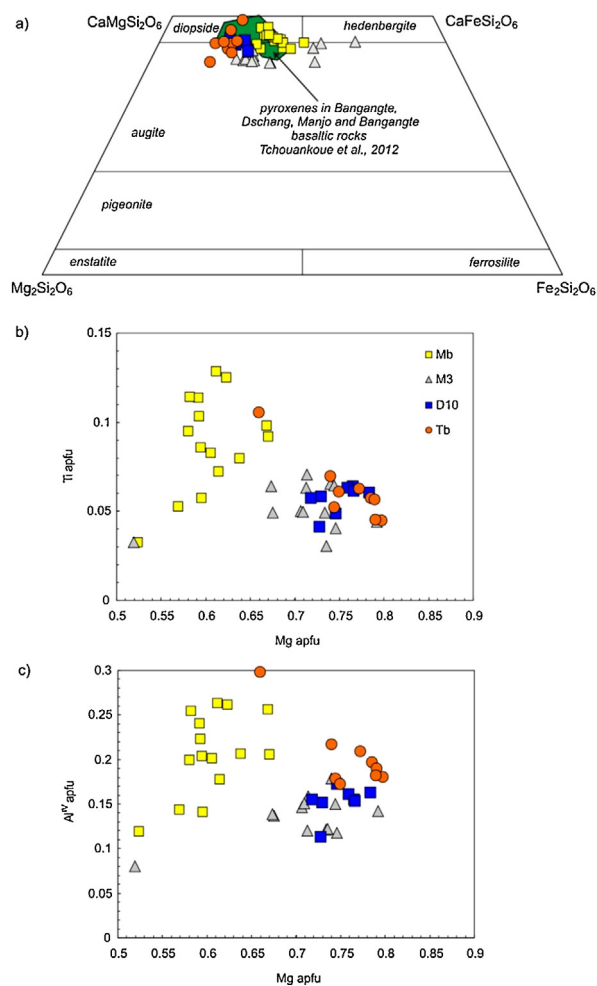 a)
CaMgSi₂O₆
diopside
hedenbergite
CaFeSi₂O₆
pyroxenes in Bangangte,
Dschang, Manjo and Bangangte
basaltic rocks
Tchouankoue et al., 2012
augite
pigeonite
enstatite
ferrosilite
Mg₂Si₂O₆
Fe₂Si₂O₆
b)
0.15
0.1
0.05
0
Ti apfu
Mb
M3
D10
Tb
0.5 0.55 0.6 0.65 0.7 0.75 0.8 0.85 0.9
Mg apfu
c)
0.3
0.25
0.2
0.15
0.1
0.05
0
Alᴵⱽ apfu
0.5 0.55 0.6 0.65 0.7 0.75 0.8 0.85 0.9
Mg apfu